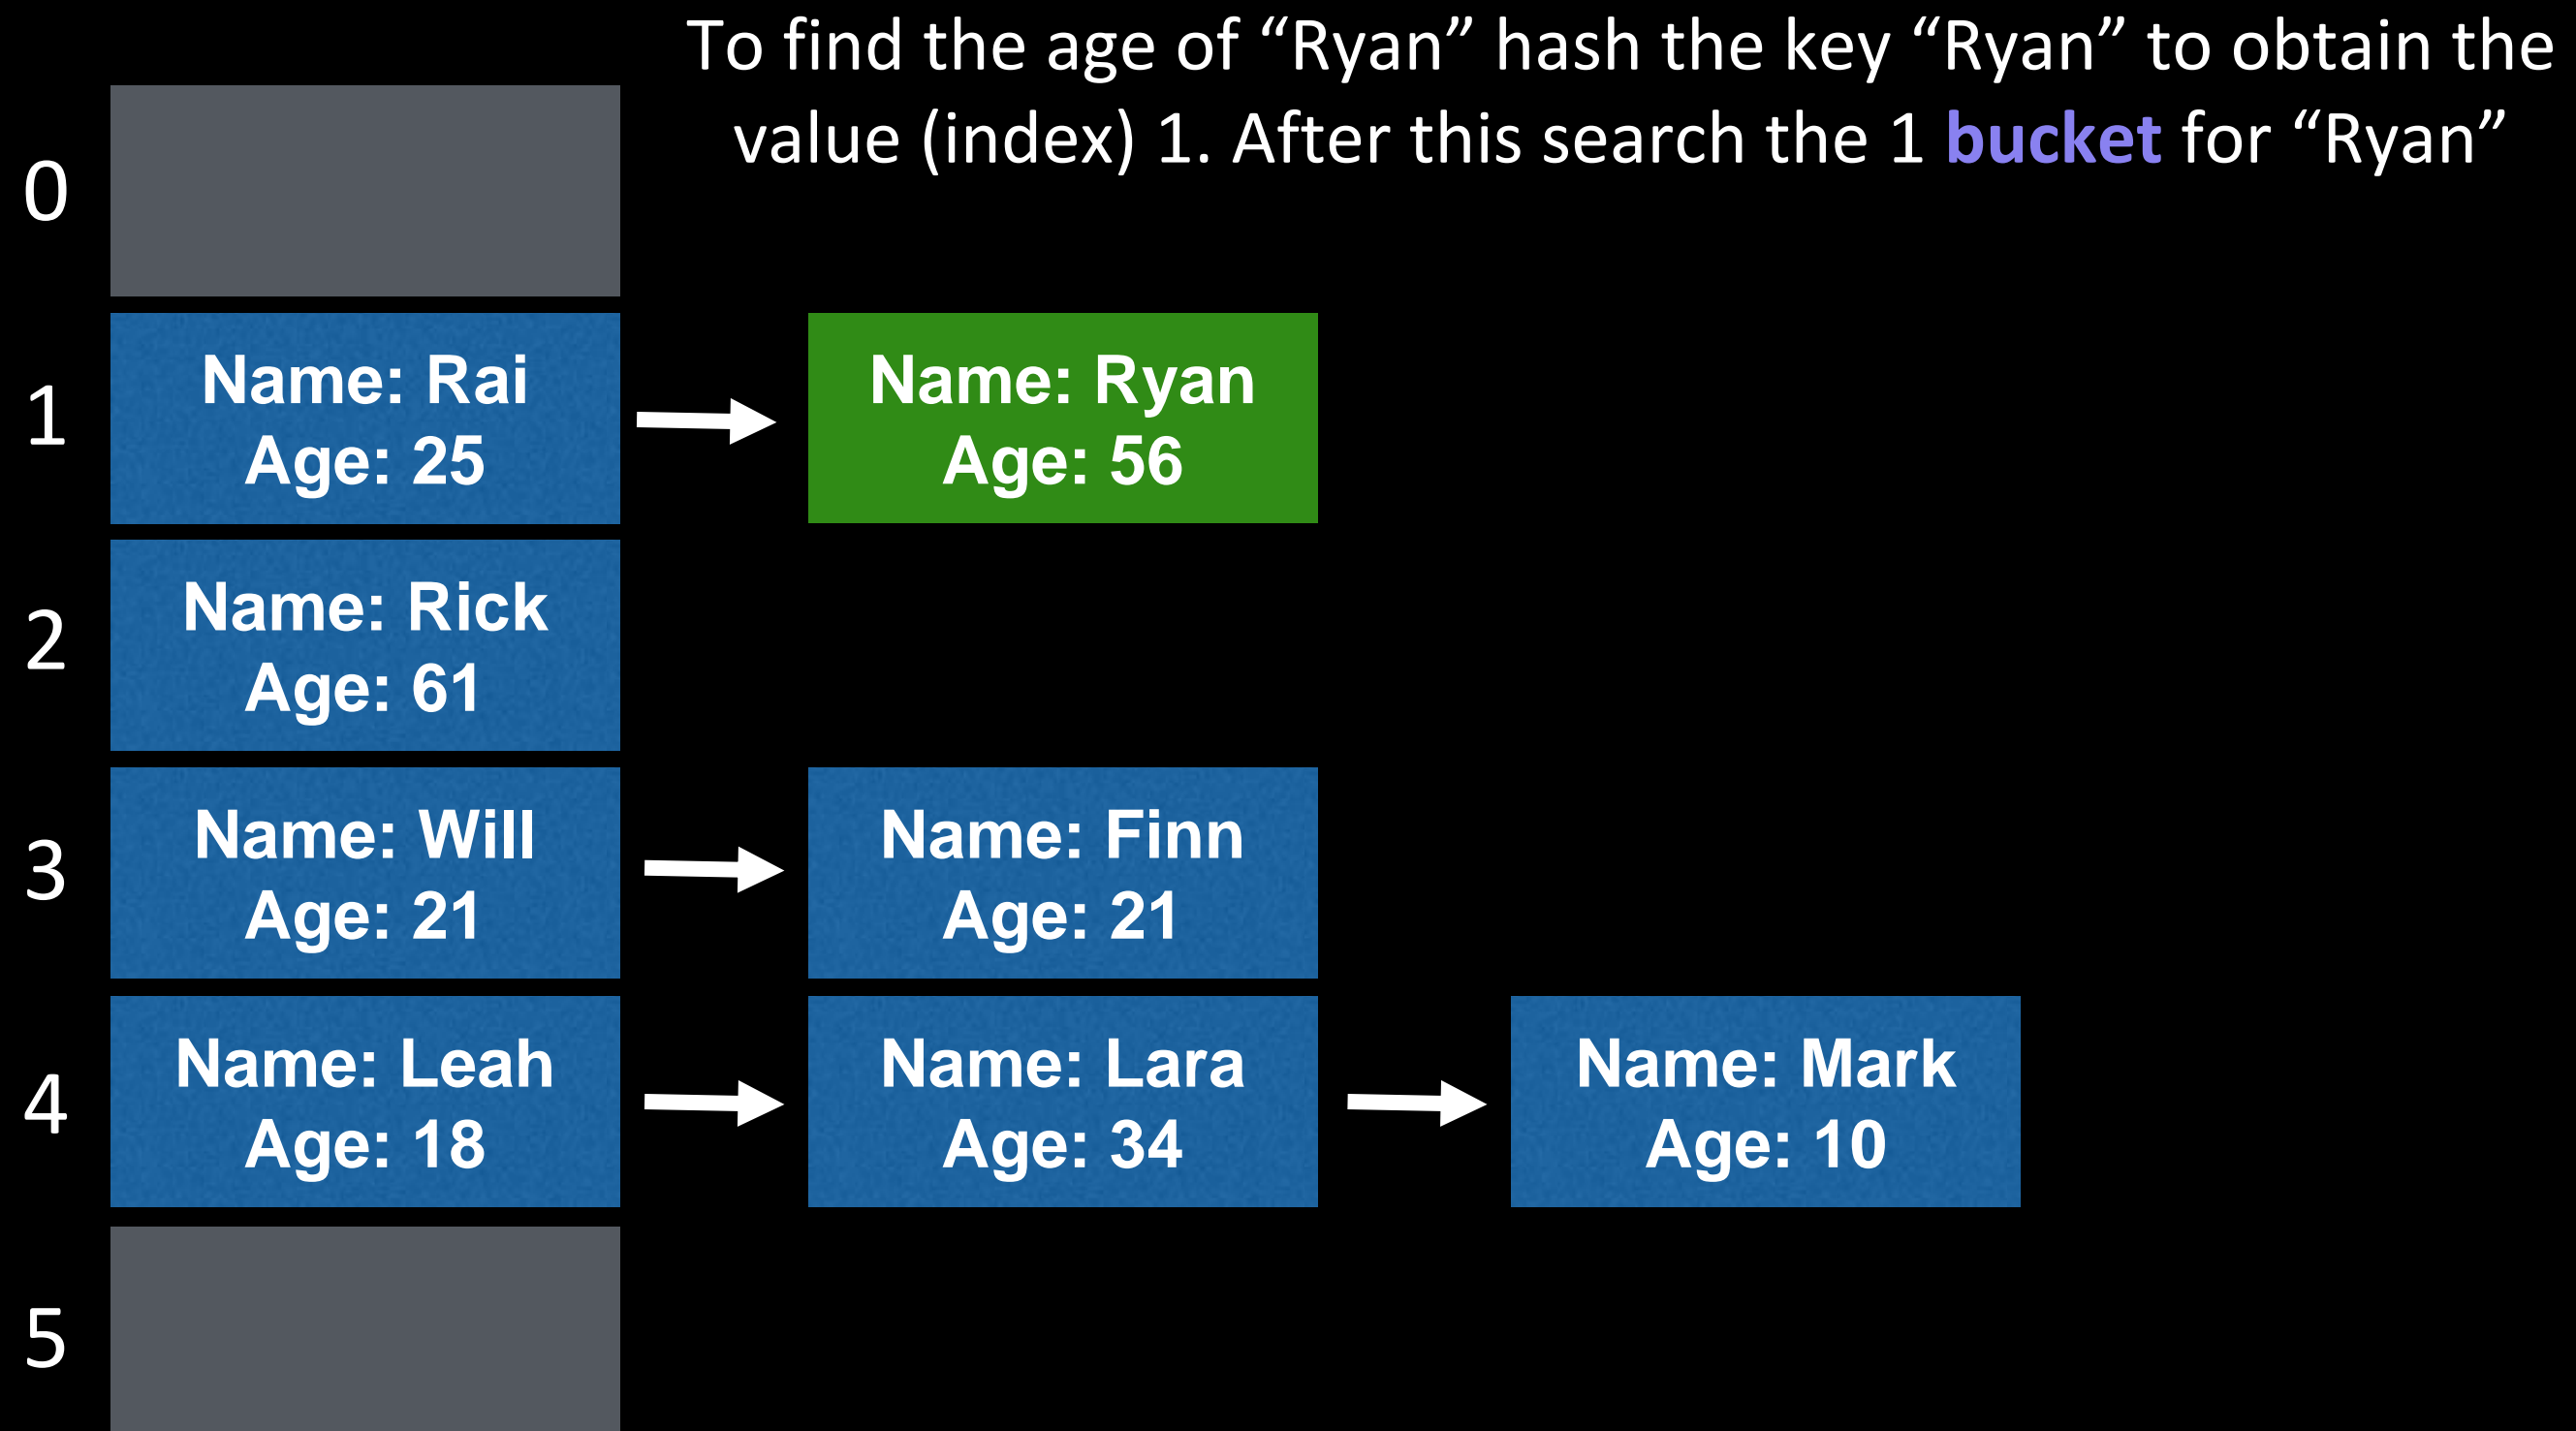 To find the age of “Ryan” hash the key “Ryan” to obtain the
value (index) 1. After this search the 1 bucket for “Ryan”
0
1
Name: Rai
Age: 25
Name: Ryan
Age: 56
2
Name: Rick
Age: 61
3
Name: Will
Age: 21
Name: Finn
Age: 21
4
Name: Leah
Age: 18
Name: Lara
Age: 34
Name: Mark
Age: 10
5